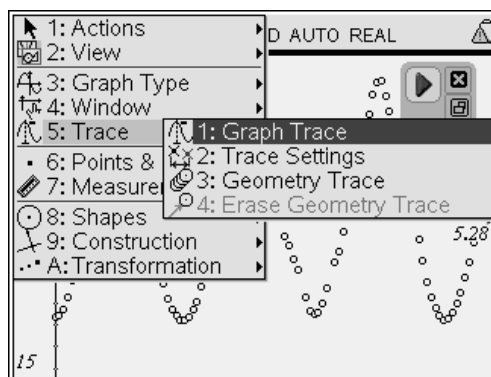 1: Actions
D AUTO REAL
2: View
3: Graph Type
4: Window
5: Trace
1: Graph Trace
2: Trace Settings
6: Points &
3: Geometry Trace
7: Measurer
4: Erase Geometry Trace
8: Shapes
9: Construction
5.28
A: Transformation
15